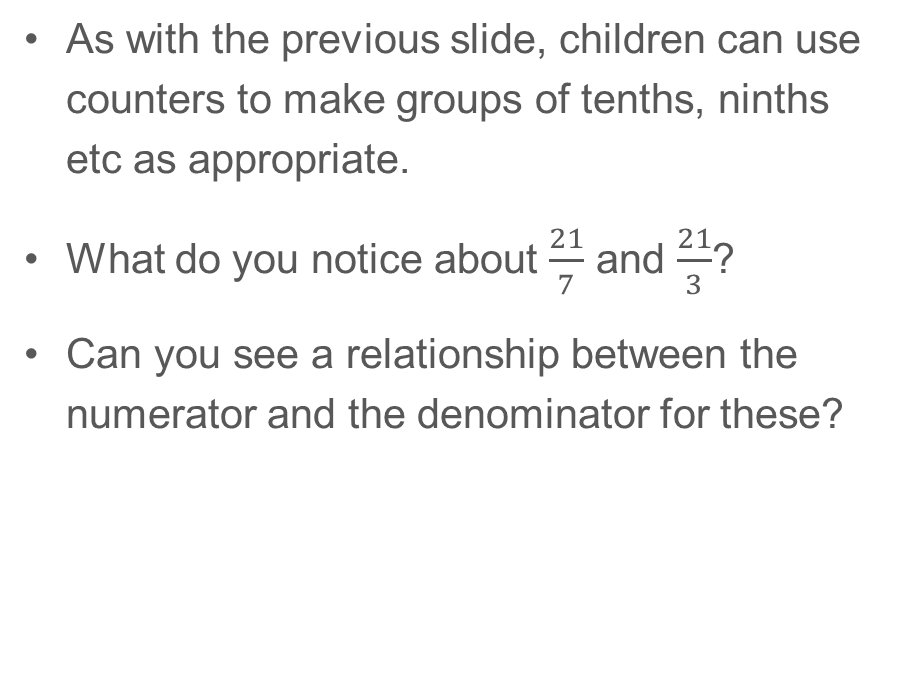 • As with the previous slide, children can use
counters to make groups of tenths, ninths
etc as appropriate.
• What do you notice about 21/7 and 21/3?
• Can you see a relationship between the
numerator and the denominator for these?